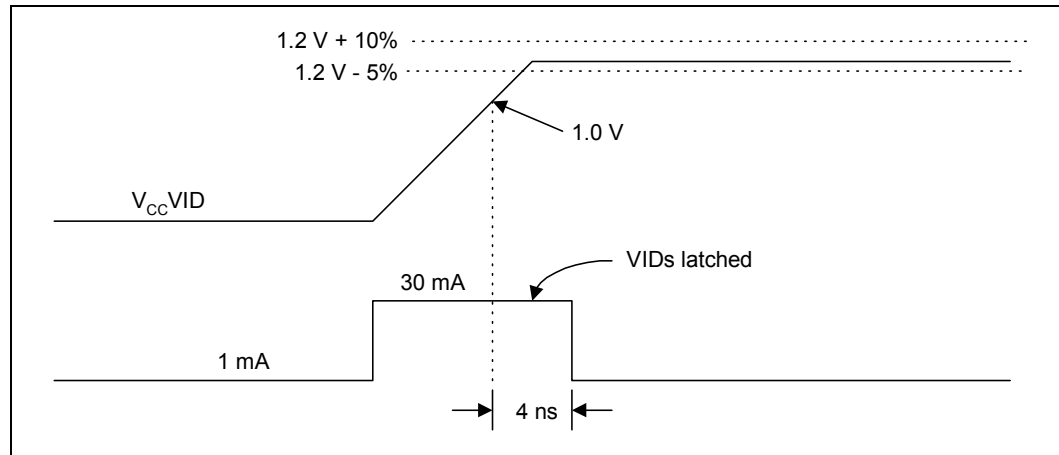 1.2 V + 10%
1.2 V - 5%
1.0 V
VCCVID
VIDs latched
30 mA
1 mA
4 ns